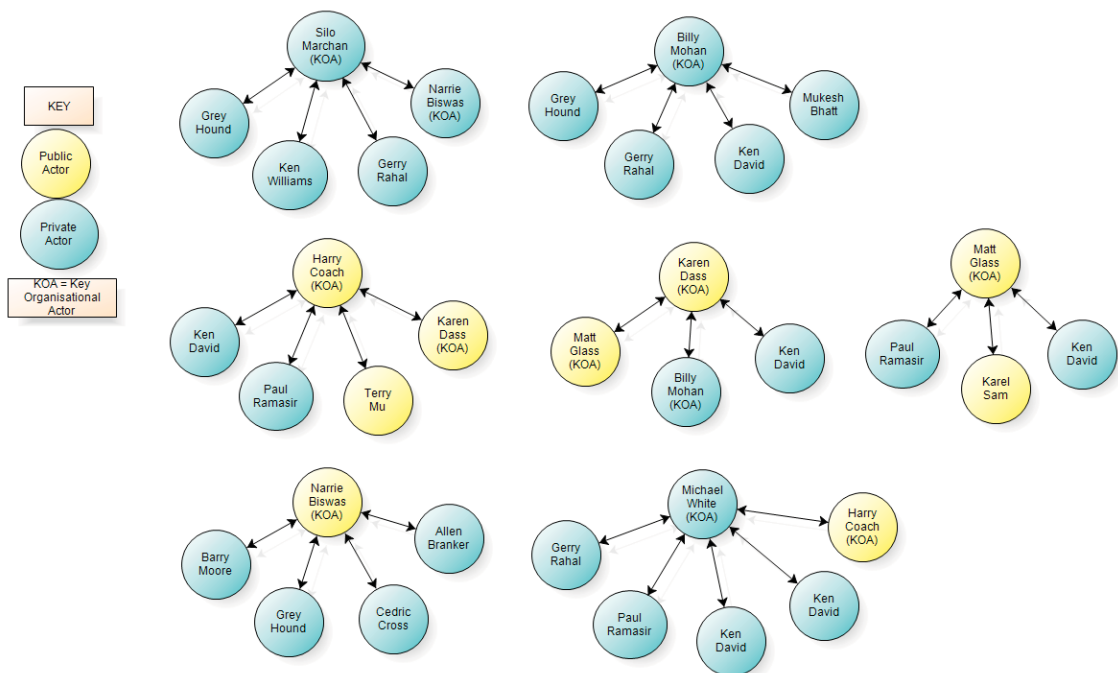 KEY
Public
Actor
Private
Actor
KOA = Key
Organisational
Actor
Silo
Marchan
(KOA)
Grey
Hound
Ken
Williams
Gerry
Rahal
Narrie
Biswas
(KOA)
Billy
Mohan
(KOA)
Grey
Hound
Gerry
Rahal
Ken
David
Mukesh
Bhatt
Harry
Coach
(KOA)
Ken
David
Paul
Ramasir
Terry
Mu
Karen
Dass
(KOA)
Karen
Dass
(KOA)
Matt
Glass
(KOA)
Billy
Mohan
(KOA)
Ken
David
Matt
Glass
(KOA)
Paul
Ramasir
Karel
Sam
Ken
David
Narrie
Biswas
(KOA)
Barry
Moore
Grey
Hound
Cedric
Cross
Allen
Branker
Michael
White
(KOA)
Gerry
Rahal
Paul
Ramasir
Ken
David
Ken
David
Harry
Coach
(KOA)